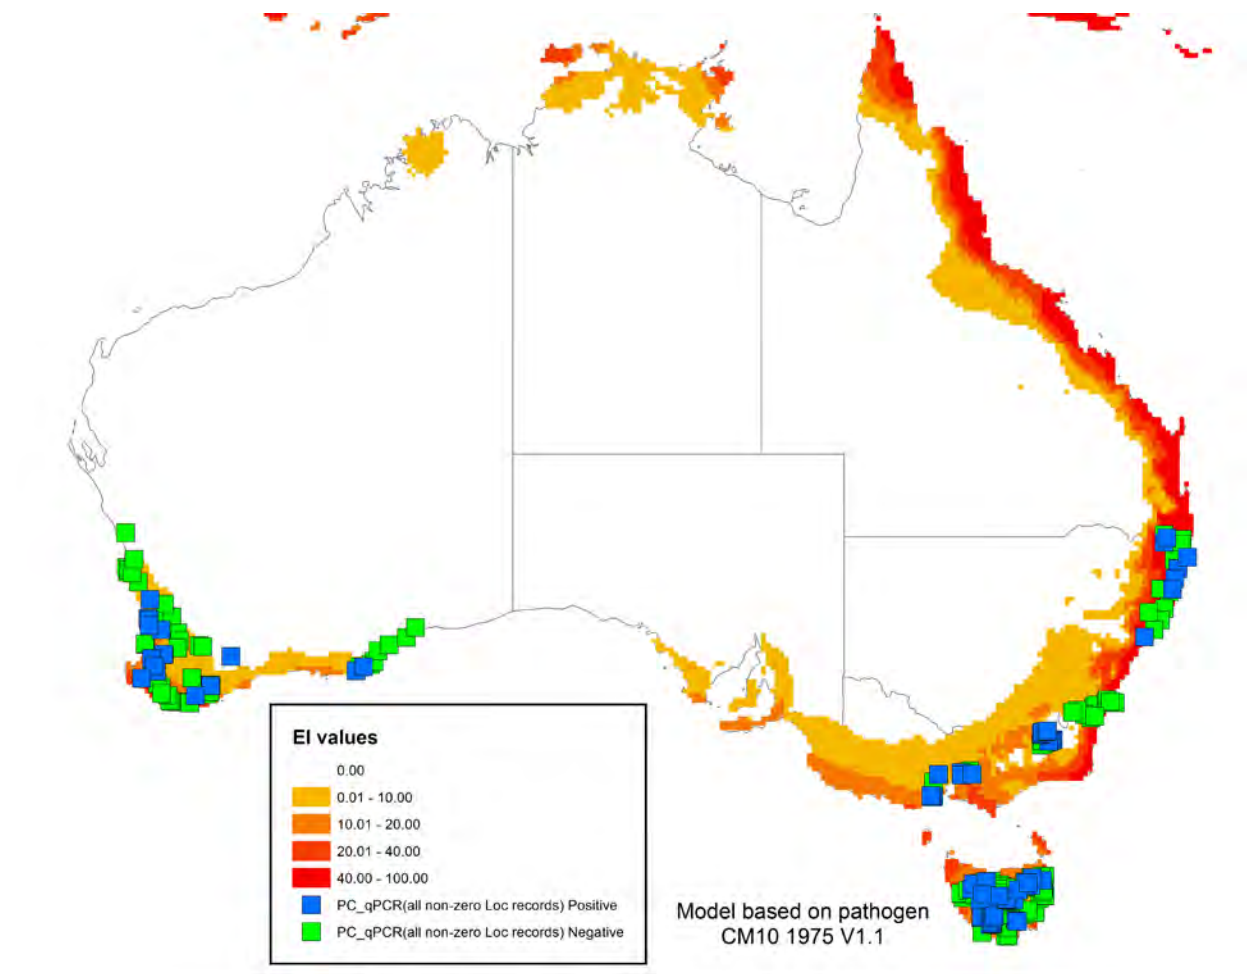 EI values
0.00
0.01 - 10.00
10.01 - 20.00
20.01 - 40.00
40.00 - 100.00
PC_qPCR(all non-zero Loc records) Positive
PC_qPCR(all non-zero Loc records) Negative
Model based on pathogen
CM10 1975 V1.1